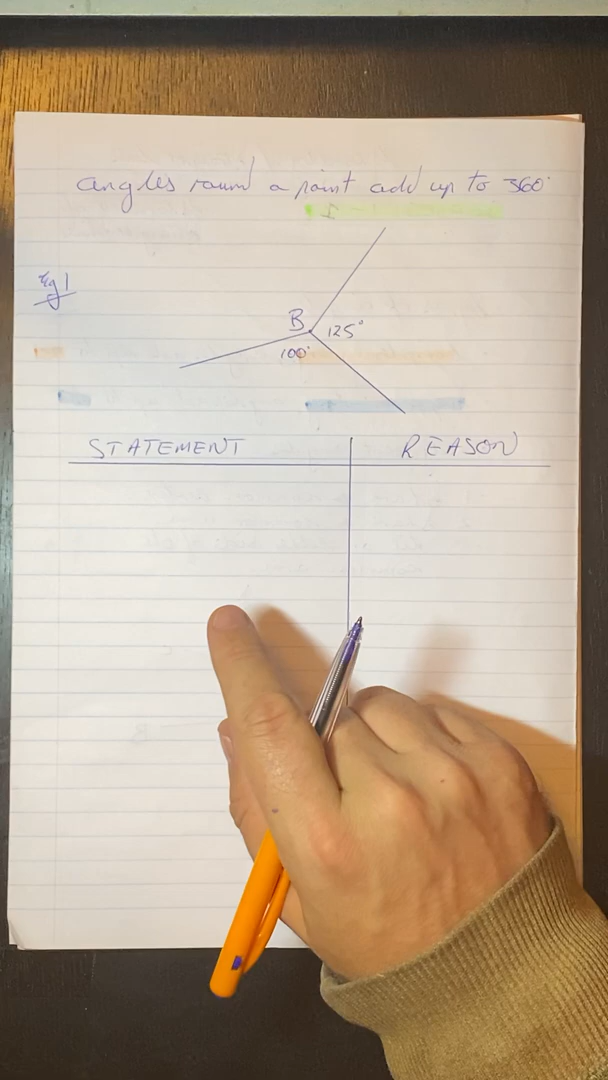 angles round a point add up to 360°
Eg 1
B 125°
100°
STATEMENT REASON